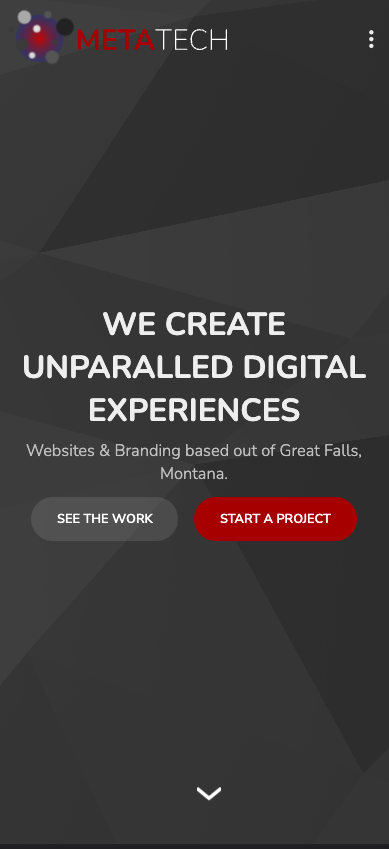 METATECH
WE CREATE
UNPARALLED DIGITAL
EXPERIENCES
Websites & Branding based out of Great Falls,
Montana.
SEE THE WORK
START A PROJECT